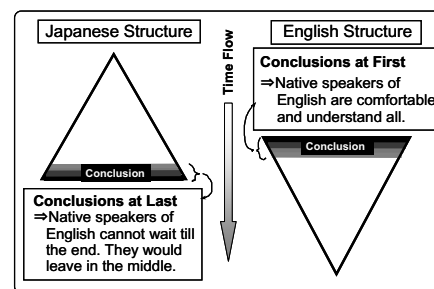 Japanese Structure
Conclusion
Conclusions at Last
⇒Native speakers of
English cannot wait till
the end. They would
leave in the middle.
Time Flow
English Structure
Conclusions at First
⇒Native speakers of
English are comfortable
and understand all.
Conclusion